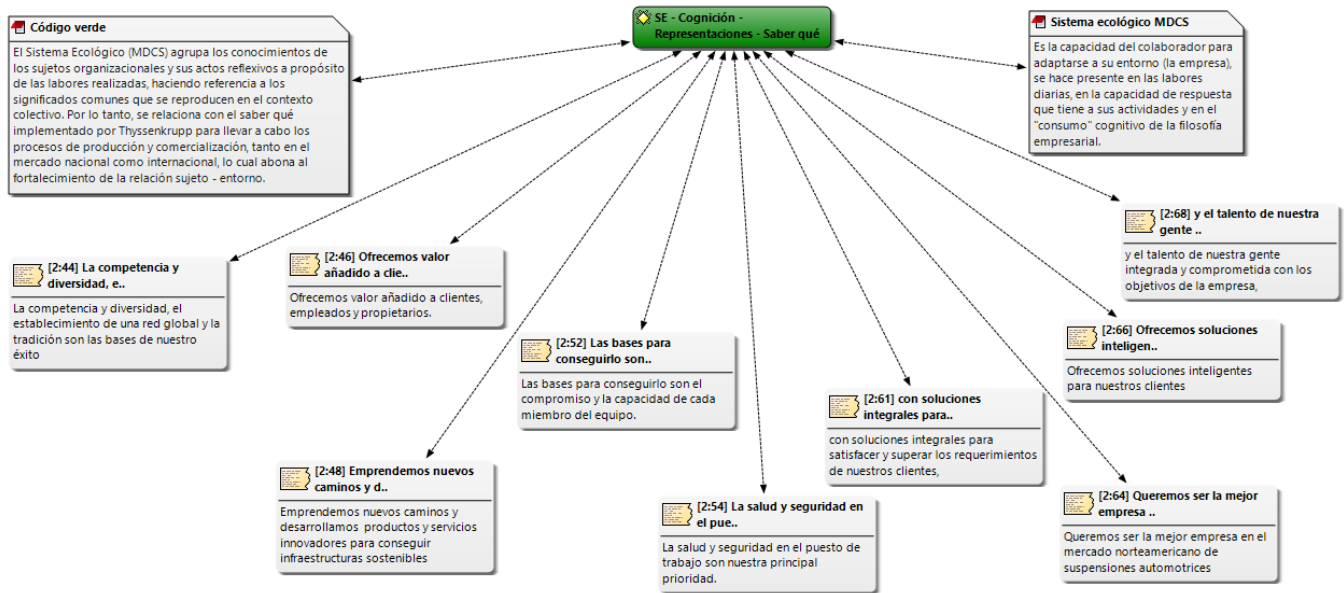 SE - Cognición -
Representaciones - Saber qué
Código verde
El Sistema Ecológico (MDCS) agrupa los conocimientos de
los sujetos organizacionales y sus actos reflexivos a propósito
de las labores realizadas, haciendo referencia a los
significados comunes que se reproducen en el contexto
colectivo. Por lo tanto, se relaciona con el saber qué
implementado por Thyssenkrupp para llevar a cabo los
procesos de producción y comercialización, tanto en el
mercado nacional como internacional, lo cual abona al
fortalecimiento de la relación sujeto - entorno.
Sistema ecológico MDCS
Es la capacidad del colaborador para
adaptarse a su entorno (la empresa),
se hace presente en las labores
diarias, en la capacidad de respuesta
que tiene a sus actividades y en el
"consumo" cognitivo de la filosofía
empresarial.
[2:44] La competencia y
diversidad, e..
La competencia y diversidad, el
establecimiento de una red global y la
tradición son las bases de nuestro
éxito
[2:46] Ofrecemos valor
añadido a clie..
Ofrecemos valor añadido a clientes,
empleados y propietarios.
[2:52] Las bases para
conseguirlo son..
Las bases para conseguirlo son el
compromiso y la capacidad de cada
miembro del equipo.
[2:68] y el talento de nuestra
gente ..
y el talento de nuestra gente
integrada y comprometida con los
objetivos de la empresa,
[2:66] Ofrecemos soluciones
inteligen..
Ofrecemos soluciones inteligentes
para nuestros clientes
[2:61] con soluciones
integrales para..
con soluciones integrales para
satisfacer y superar los requerimientos
de nuestros clientes,
[2:48] Emprendemos nuevos
caminos y d..
Emprendemos nuevos caminos y
desarrollamos productos y servicios
innovadores para conseguir
infraestructuras sostenibles
[2:54] La salud y seguridad en
el pue..
La salud y seguridad en el puesto de
trabajo son nuestra principal
prioridad.
[2:64] Queremos ser la mejor
empresa ..
Queremos ser la mejor empresa en el
mercado norteamericano de
suspensiones automotrices